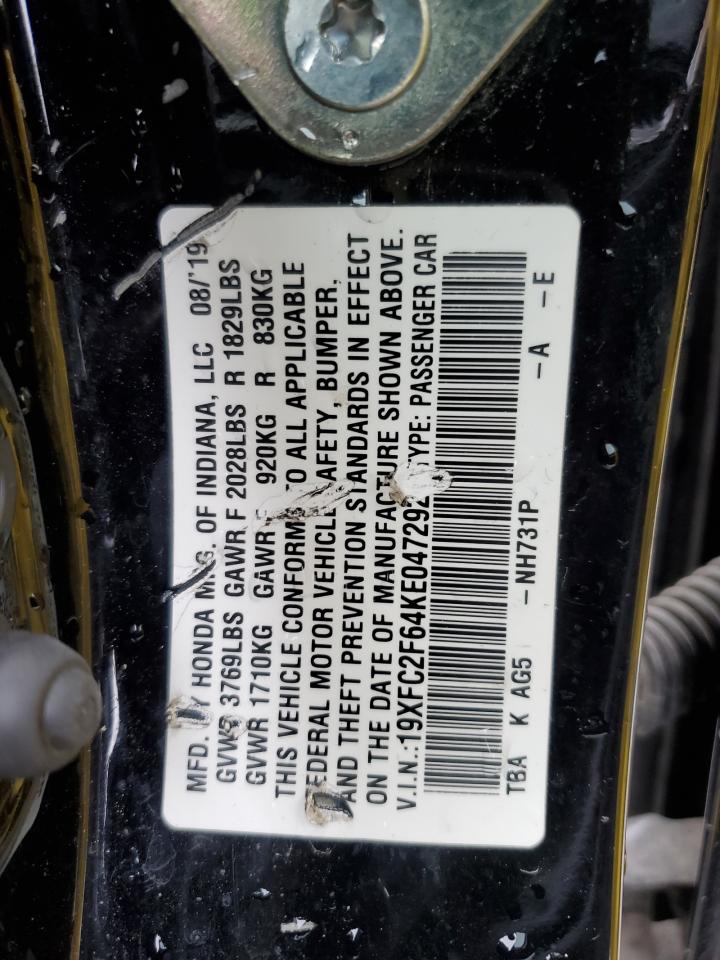 MFD. BY HONDA MFG. OF INDIANA, LLC 08/'19
GVWR 3769LBS GAWR F 2028LBS R 1829LBS
GVWR 1710KG GAWR F 920KG R 830KG
THIS VEHICLE CONFORMS TO ALL APPLICABLE
FEDERAL MOTOR VEHICLE SAFETY, BUMPER,
AND THEFT PREVENTION STANDARDS IN EFFECT
ON THE DATE OF MANUFACTURE SHOWN ABOVE.
V.I.N.:19XFC2F64KE047292 TYPE: PASSENGER CAR
TBA K AG5 -NH731P -A -E